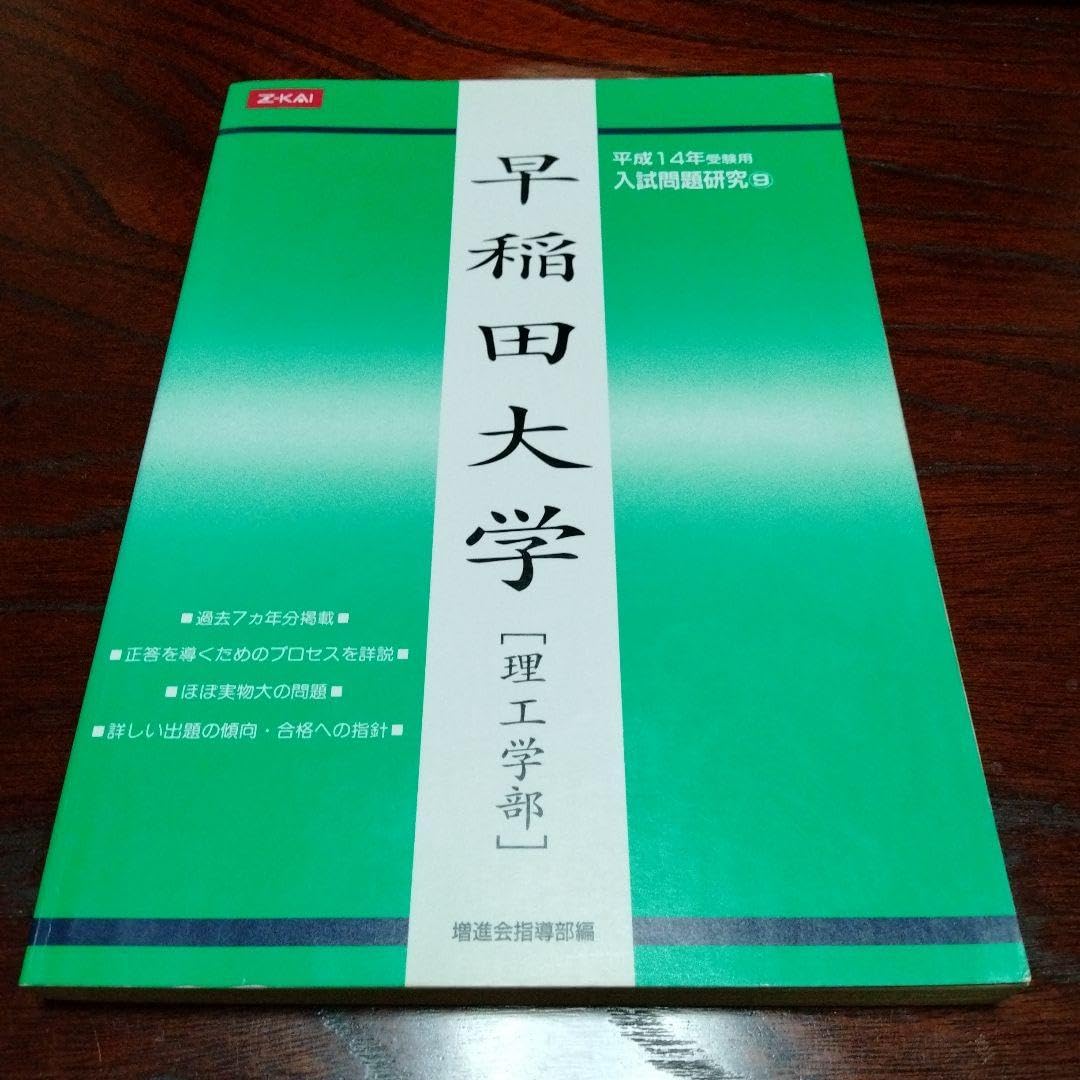 Z-KAI
平成14年受験用
入試問題研究⑨
早稲田大学
[理工学部]
■過去7ヵ年分掲載■
■正答を導くためのプロセスを詳説■
■ほぼ実物大の問題■
■詳しい出題の傾向・合格への指針■
増進会指導部編